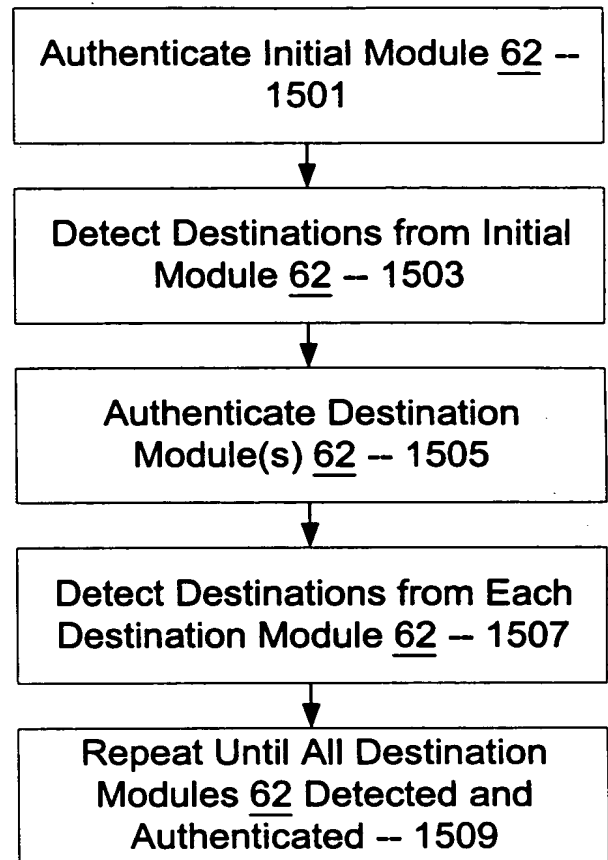 Authenticate Initial Module 62 --
1501
Detect Destinations from Initial
Module 62 -- 1503
Authenticate Destination
Module(s) 62 -- 1505
Detect Destinations from Each
Destination Module 62 -- 1507
Repeat Until All Destination
Modules 62 Detected and
Authenticated -- 1509